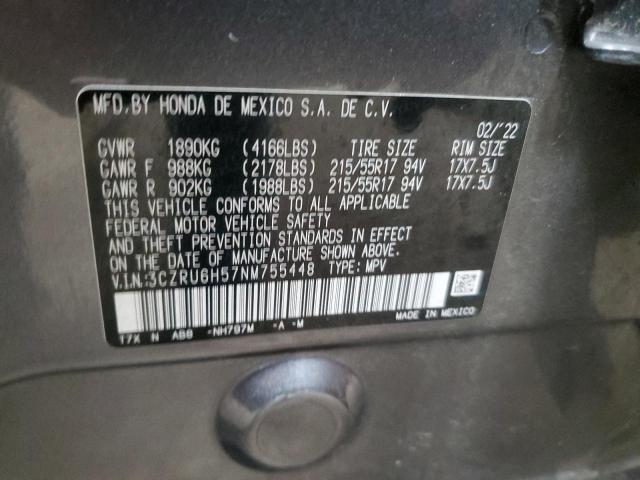 MFD.BY HONDA DE MEXICO S.A. DE C.V.
02/'22
GVWR 1890KG (4166LBS) TIRE SIZE RIM SIZE
GAWR F 988KG (2178LBS) 215/55R17 94V 17X7.5J
GAWR R 902KG (1988LBS) 215/55R17 94V 17X7.5J
THIS VEHICLE CONFORMS TO ALL APPLICABLE
FEDERAL MOTOR VEHICLE SAFETY
AND THEFT PREVENTION STANDARDS IN EFFECT
ON THE DATE OF MANUFACTURE SHOWN ABOVE.
V.I.N:3CZRU6H57NM755448 TYPE: MPV
T7X N AB8 -NH797M -A -M
MADE IN MEXICO